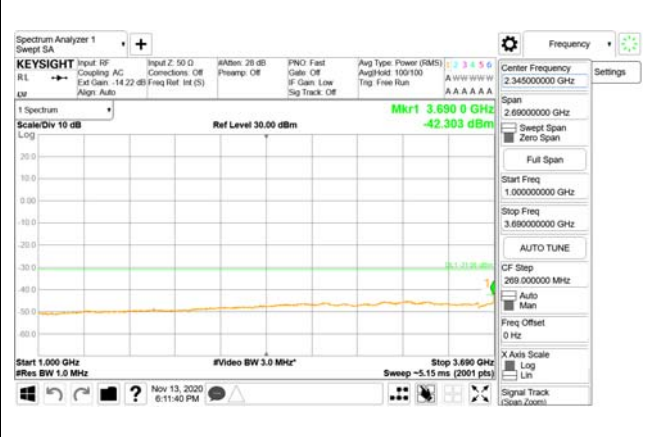 Spectrum Analyzer 1
Swept SA
Frequency
KEYSIGHT
RL
LM
Input: RF
Coupling: AC
Ext Gain: -14.22 dB
Align: Auto
Input Z: 50 Ω
Corrections: Off
Freq Ref: Int (S)
#Atten: 28 dB
Preamp: Off
PNO: Fast
Gate: Off
IF Gain: Low
Sig Track: Off
Avg Type: Power (RMS)
Avg|Hold: 100/100
Trig: Free Run
1 2 3 4 5 6
A W W W W W
A A A A A A
1 Spectrum
Scale/Div 10 dB
Log
Ref Level 30.00 dBm
Mkr1 3.690 0 GHz
-42.303 dBm
20.0
10.0
0.00
-10.0
-20.0
-30.0
-40.0
-50.0
-60.0
1
Start 1.000 GHz
#Res BW 1.0 MHz
#Video BW 3.0 MHz*
Stop 3.690 GHz
Sweep ~5.15 ms (2001 pts)
Nov 13, 2020
6:11:40 PM
Center Frequency
2.345000000 GHz
Settings
Span
2.69000000 GHz
Swept Span
Zero Span
Full Span
Start Freq
1.000000000 GHz
Stop Freq
3.690000000 GHz
AUTO TUNE
CF Step
269.000000 MHz
Auto
Man
Freq Offset
0 Hz
X Axis Scale
Log
Lin
Signal Track
(Span Zoom)